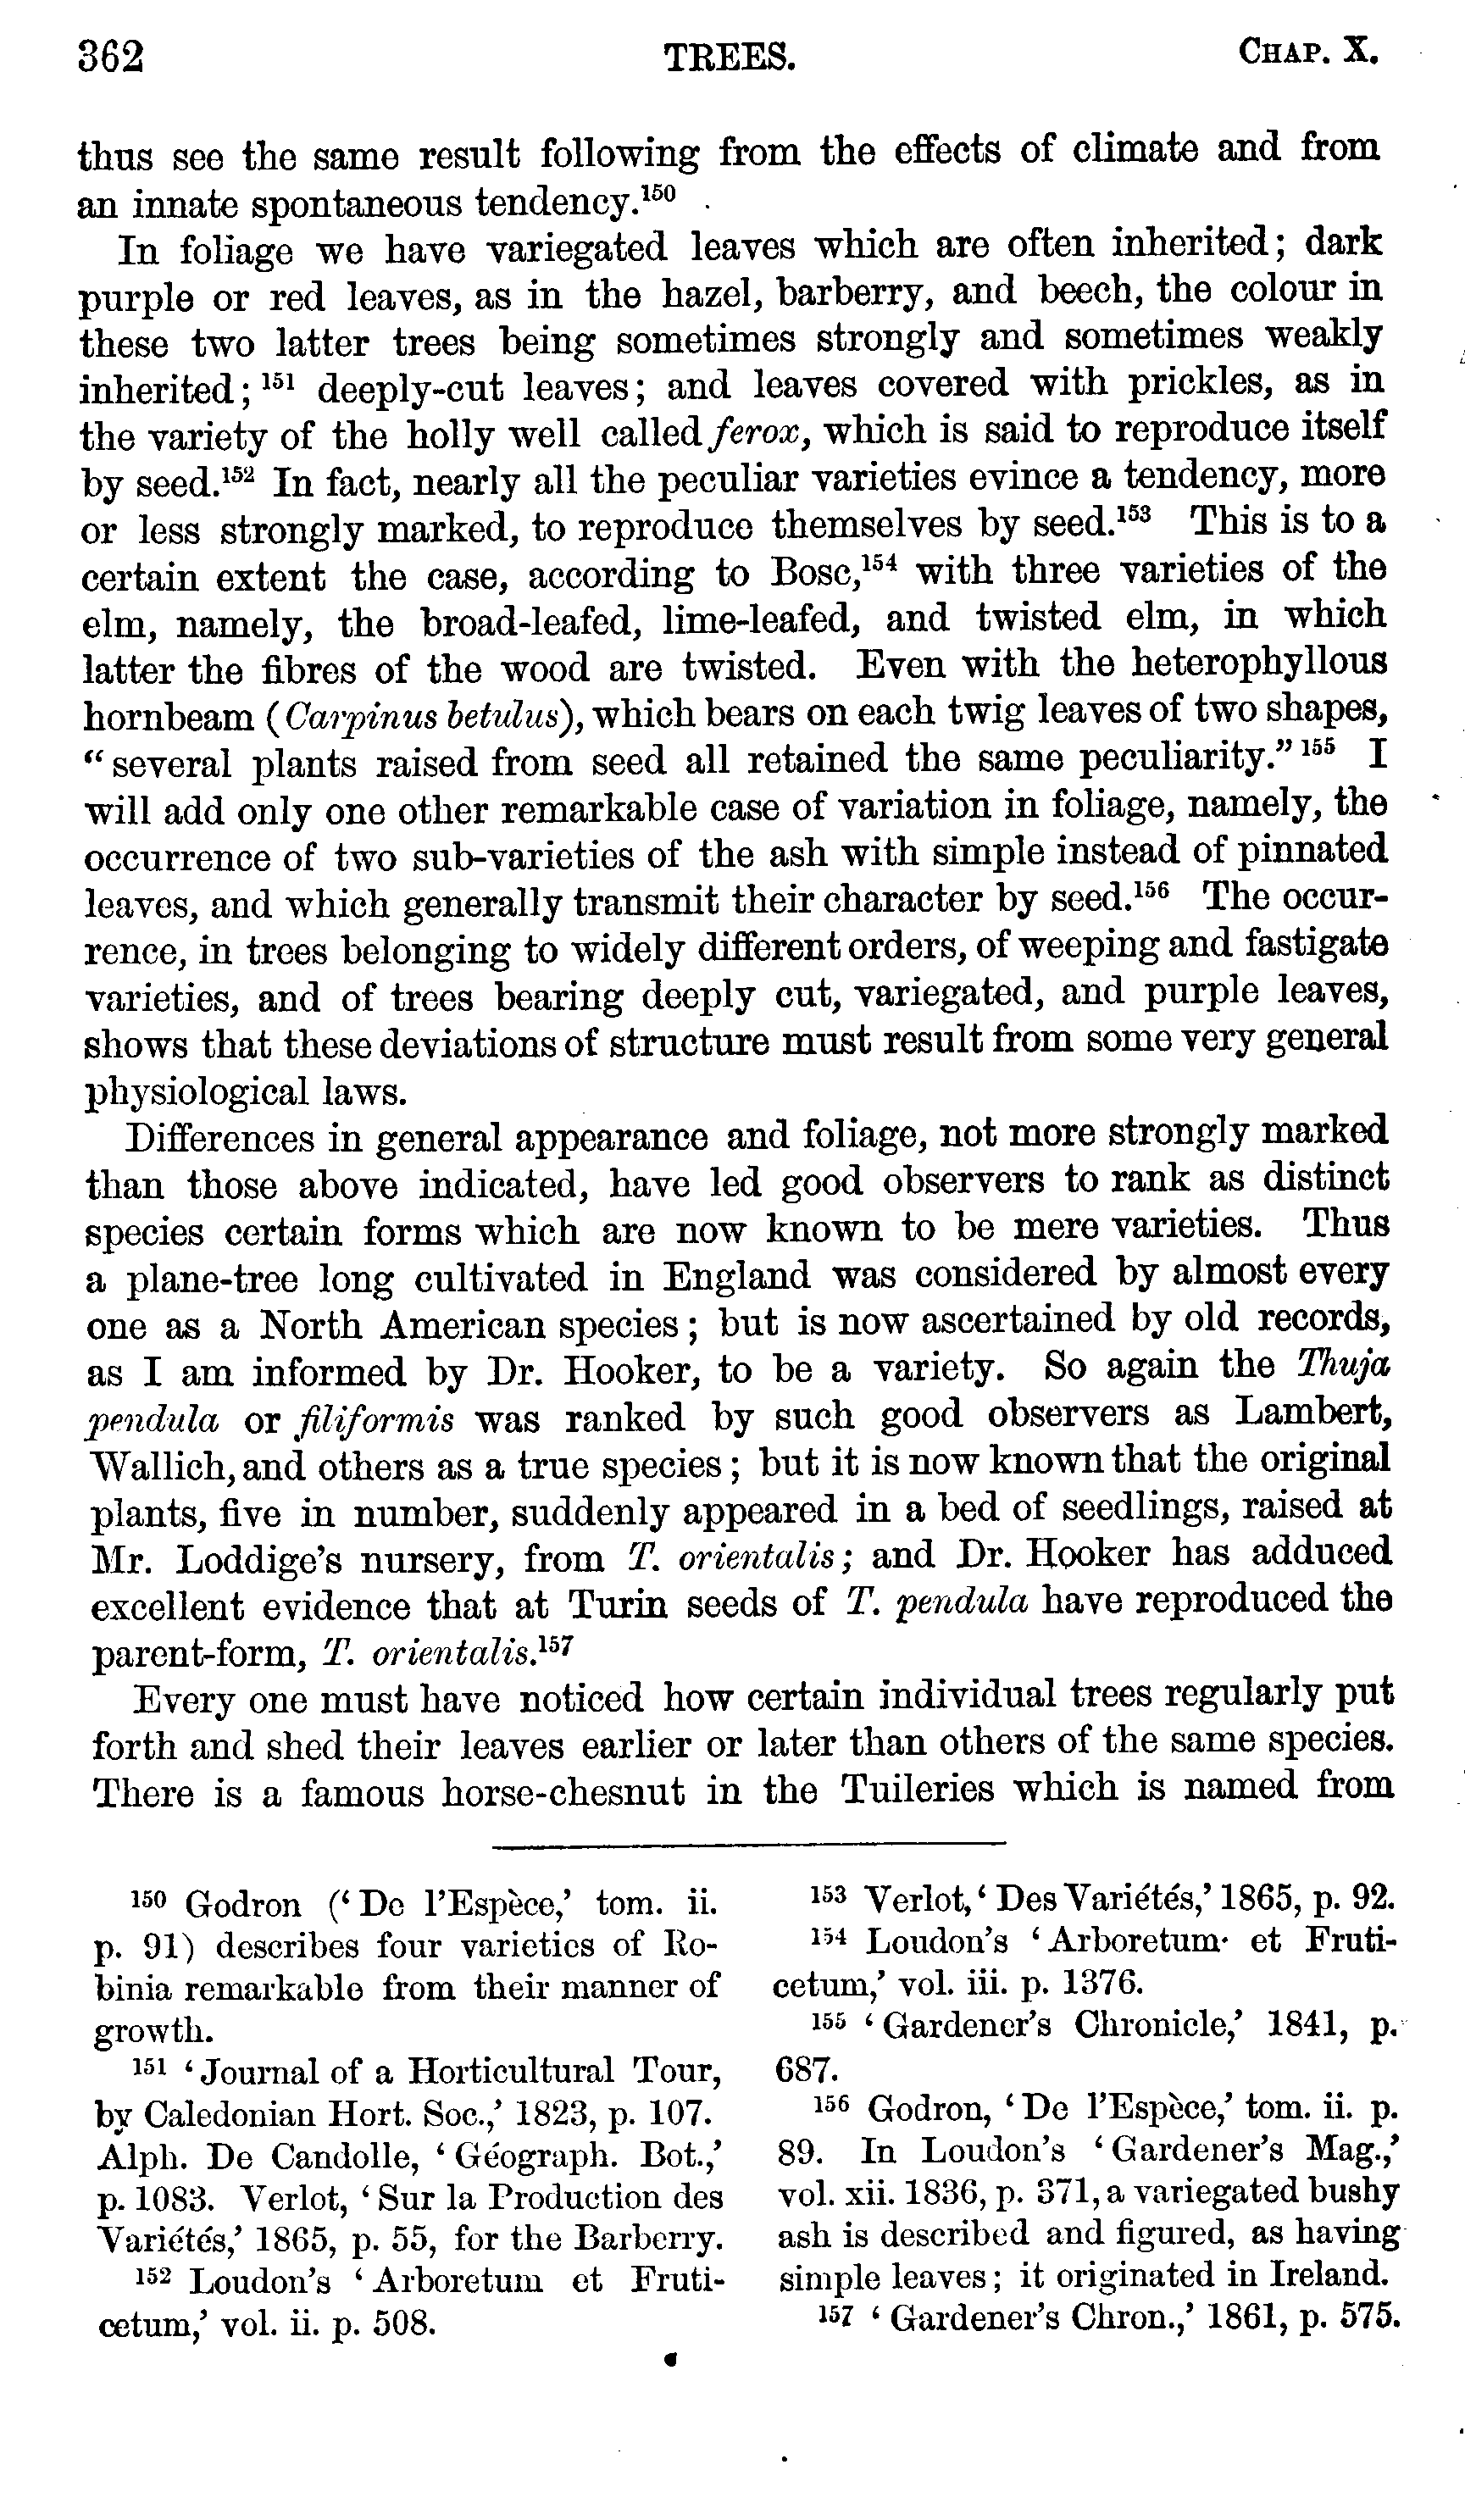 362 TREES. CHAP. X.
thus see the same result following from the effects of climate and from
an innate spontaneous tendency.¹⁵⁰
In foliage we have variegated leaves which are often inherited; dark
purple or red leaves, as in the hazel, barberry, and beech, the colour in
these two latter trees being sometimes strongly and sometimes weakly
inherited;¹⁵¹ deeply-cut leaves; and leaves covered with prickles, as in
the variety of the holly well called ferox, which is said to reproduce itself
by seed.¹⁵² In fact, nearly all the peculiar varieties evince a tendency, more
or less strongly marked, to reproduce themselves by seed.¹⁵³ This is to a
certain extent the case, according to Bosc,¹⁵⁴ with three varieties of the
elm, namely, the broad-leafed, lime-leafed, and twisted elm, in which
latter the fibres of the wood are twisted. Even with the heterophyllous
hornbeam (Carpinus betulus), which bears on each twig leaves of two shapes,
“several plants raised from seed all retained the same peculiarity.”¹⁵⁵ I
will add only one other remarkable case of variation in foliage, namely, the
occurrence of two sub-varieties of the ash with simple instead of pinnated
leaves, and which generally transmit their character by seed.¹⁵⁶ The occur-
rence, in trees belonging to widely different orders, of weeping and fastigate
varieties, and of trees bearing deeply cut, variegated, and purple leaves,
shows that these deviations of structure must result from some very general
physiological laws.
Differences in general appearance and foliage, not more strongly marked
than those above indicated, have led good observers to rank as distinct
species certain forms which are now known to be mere varieties. Thus
a plane-tree long cultivated in England was considered by almost every
one as a North American species; but is now ascertained by old records,
as I am informed by Dr. Hooker, to be a variety. So again the Thuja
pendula or filiformis was ranked by such good observers as Lambert,
Wallich, and others as a true species; but it is now known that the original
plants, five in number, suddenly appeared in a bed of seedlings, raised at
Mr. Loddige’s nursery, from T. orientalis; and Dr. Hooker has adduced
excellent evidence that at Turin seeds of T. pendula have reproduced the
parent-form, T. orientalis.¹⁵⁷
Every one must have noticed how certain individual trees regularly put
forth and shed their leaves earlier or later than others of the same species.
There is a famous horse-chesnut in the Tuileries which is named from
¹⁵⁰ Godron (‘De l’Espèce,’ tom. ii.
p. 91) describes four varieties of Ro-
binia remarkable from their manner of
growth.
¹⁵¹ ‘Journal of a Horticultural Tour,
by Caledonian Hort. Soc.,’ 1823, p. 107.
Alph. De Candolle, ‘Géograph. Bot.,’
p. 1083. Verlot, ‘Sur la Production des
Variétés,’ 1865, p. 55, for the Barberry.
¹⁵² Loudon’s ‘Arboretum et Fruti-
cetum,’ vol. ii. p. 508.
¹⁵³ Verlot, ‘Des Variétés,’ 1865, p. 92.
¹⁵⁴ Loudon’s ‘Arboretum et Fruti-
cetum,’ vol. iii. p. 1376.
¹⁵⁵ ‘Gardener’s Chronicle,’ 1841, p.
687.
¹⁵⁶ Godron, ‘De l’Espèce,’ tom. ii. p.
89. In Loudon’s ‘Gardener’s Mag.,’
vol. xii. 1836, p. 371, a variegated bushy
ash is described and figured, as having
simple leaves; it originated in Ireland.
¹⁵⁷ ‘Gardener’s Chron.,’ 1861, p. 575.